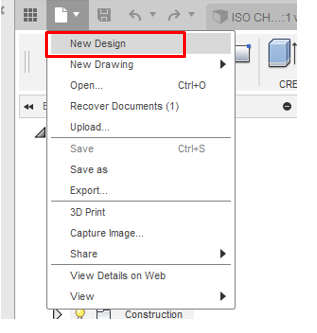 ISO CH...:1 v
New Design
New Drawing
Open... Ctrl+O
Recover Documents (1)
Upload...
Save Ctrl+S
Save as
Export...
3D Print
Capture Image...
Share
View Details on Web
View
CRE
Construction